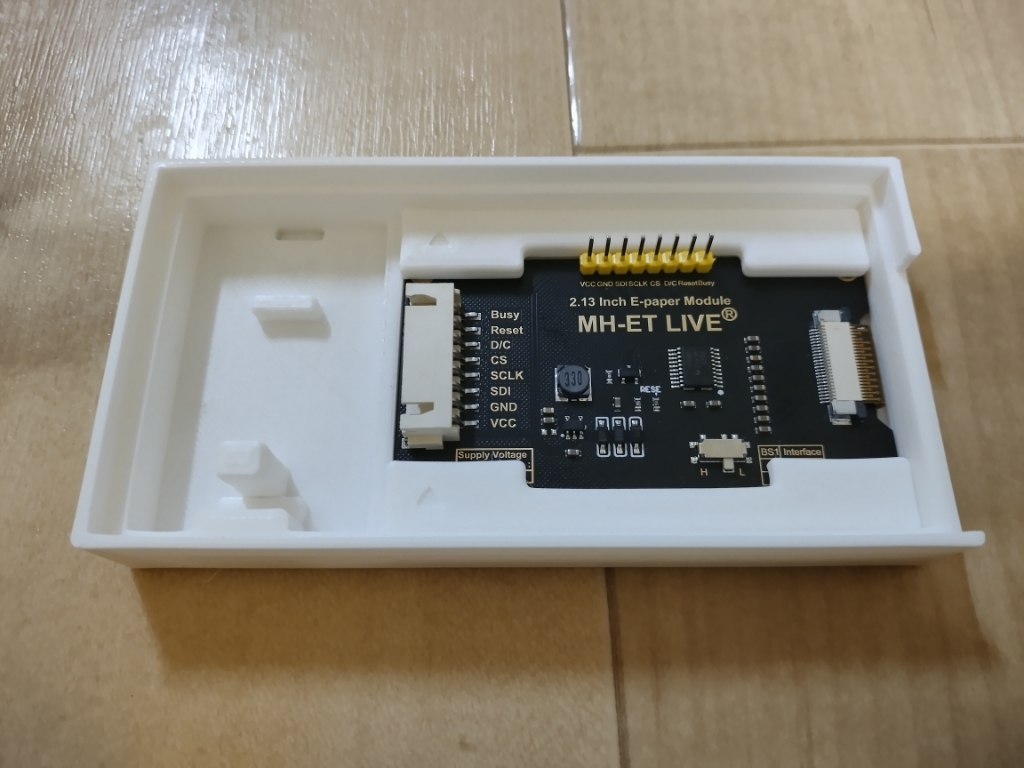 VCC GND SDI SCLK CS D/C Reset Busy
2.13 Inch E-paper Module
MH-ET LIVE®
Busy
Reset
D/C
CS
SCLK
SDI
GND
VCC
330
RESE
Supply Voltage
BS1 Interface
H L